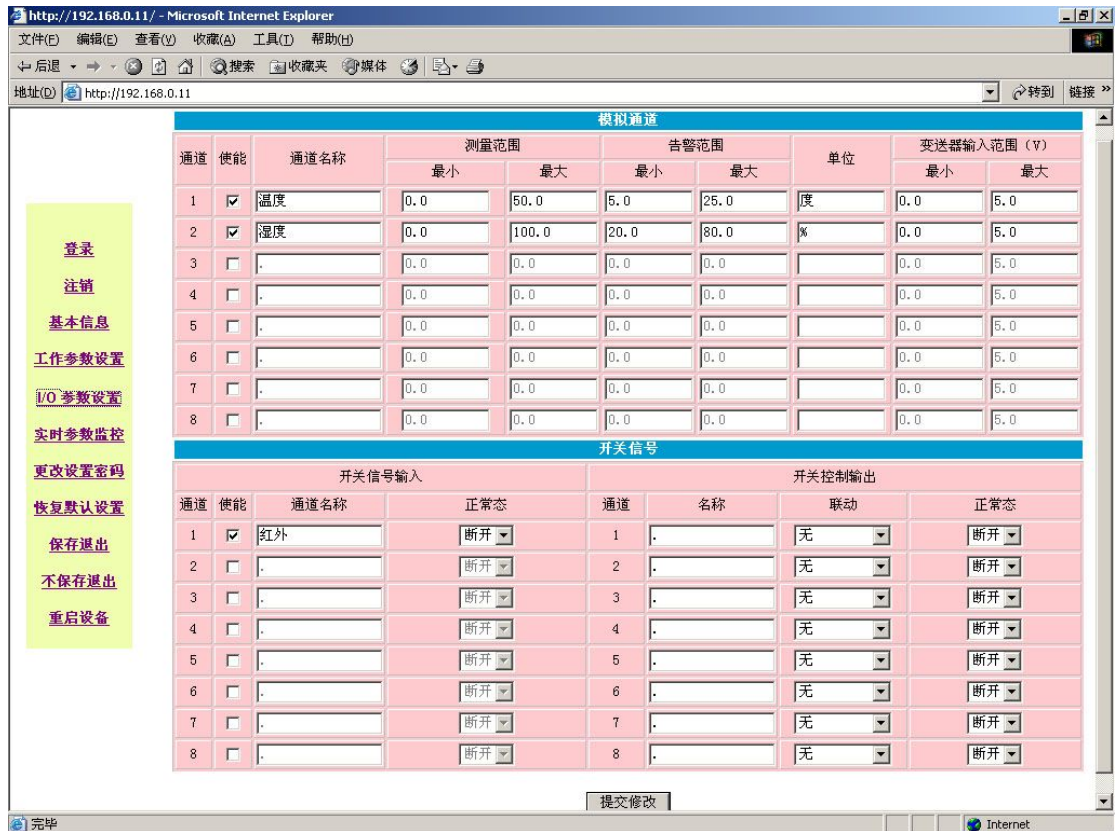 http://192.168.0.11/ - Microsoft Internet Explorer
文件(F) 编辑(E) 查看(V) 收藏(A) 工具(T) 帮助(H)
后退 搜索 收藏夹 媒体
地址(D) http://192.168.0.11 转到 链接 »
登录
注销
基本信息
工作参数设置
I/O 参数设置
实时参数监控
更改设置密码
恢复默认设置
保存退出
不保存退出
重启设备
模拟通道
通道 使能 通道名称 测量范围 告警范围 单位 变送器输入范围 (V)
最小 最大 最小 最大 最小 最大
1 温度 0.0 50.0 5.0 25.0 度 0.0 5.0
2 湿度 0.0 100.0 20.0 80.0 % 0.0 5.0
3 . 0.0 0.0 0.0 0.0 0.0 5.0
4 . 0.0 0.0 0.0 0.0 0.0 5.0
5 . 0.0 0.0 0.0 0.0 0.0 5.0
6 . 0.0 0.0 0.0 0.0 0.0 5.0
7 . 0.0 0.0 0.0 0.0 0.0 5.0
8 . 0.0 0.0 0.0 0.0 0.0 5.0
开关信号
开关信号输入 开关控制输出
通道 使能 通道名称 正常态 通道 名称 联动 正常态
1 红外 断开 1 . 无 断开
2 . 断开 2 . 无 断开
3 . 断开 3 . 无 断开
4 . 断开 4 . 无 断开
5 . 断开 5 . 无 断开
6 . 断开 6 . 无 断开
7 . 断开 7 . 无 断开
8 . 断开 8 . 无 断开
提交修改
完毕 Internet